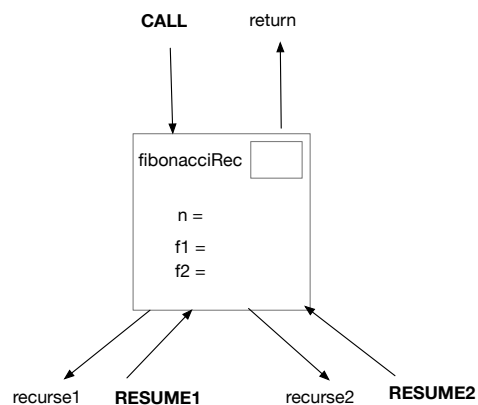 CALL return
fibonacciRec
n =
f1 =
f2 =
recurse1 RESUME1 recurse2 RESUME2